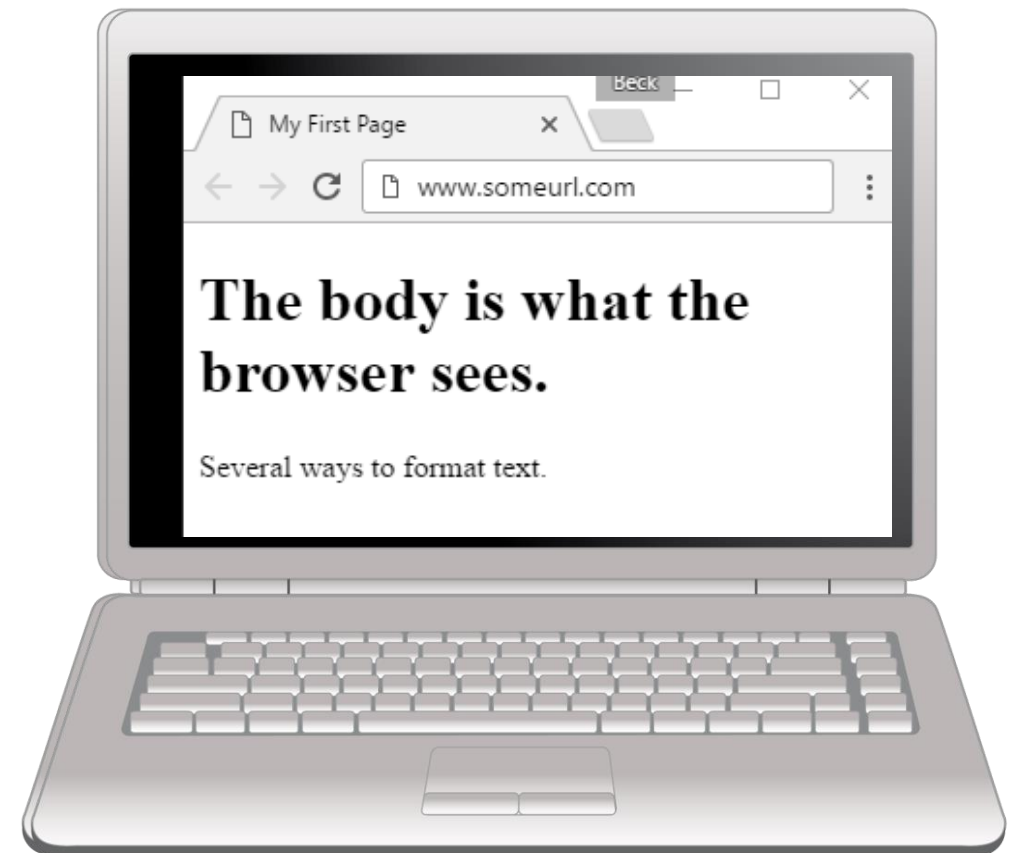 Beck
My First Page
www.someurl.com
The body is what the
browser sees.
Several ways to format text.